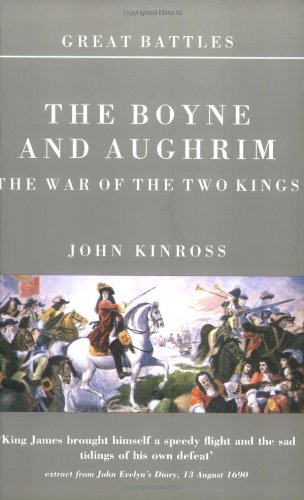 GREAT BATTLES
THE BOYNE
AND AUGHRIM
THE WAR OF THE TWO KINGS
JOHN KINROSS
'King James brought himself a speedy flight and the sad
tidings of his own defeat'
extract from John Evelyn's Diary, 13 August 1690